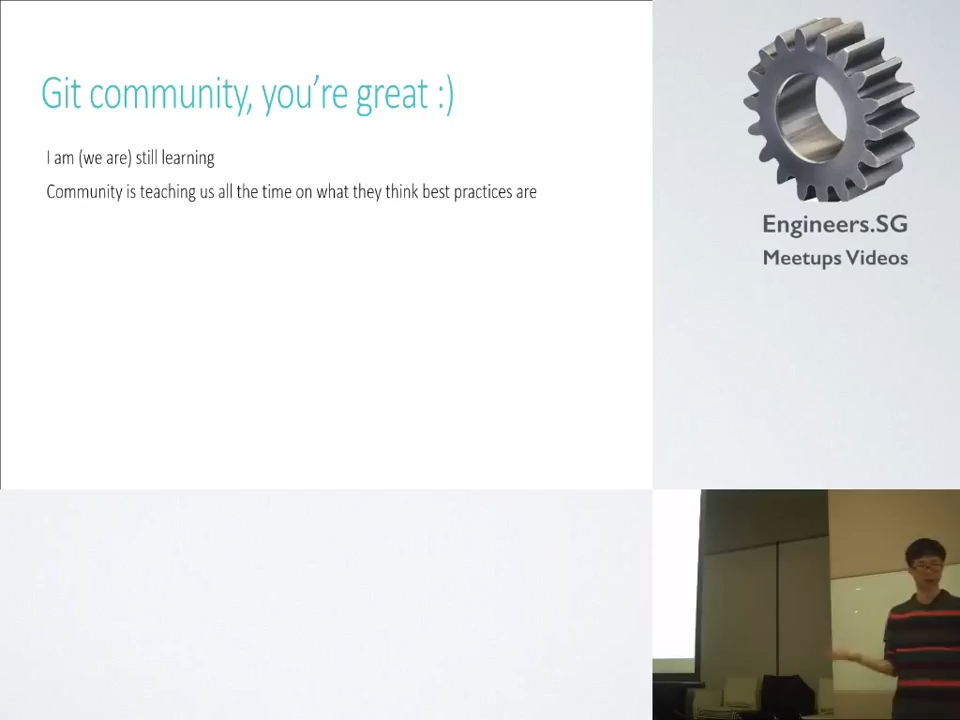 Git community, you're great :)
I am (we are) still learning
Community is teaching us all the time on what they think best practices are
Engineers.SG
Meetups Videos